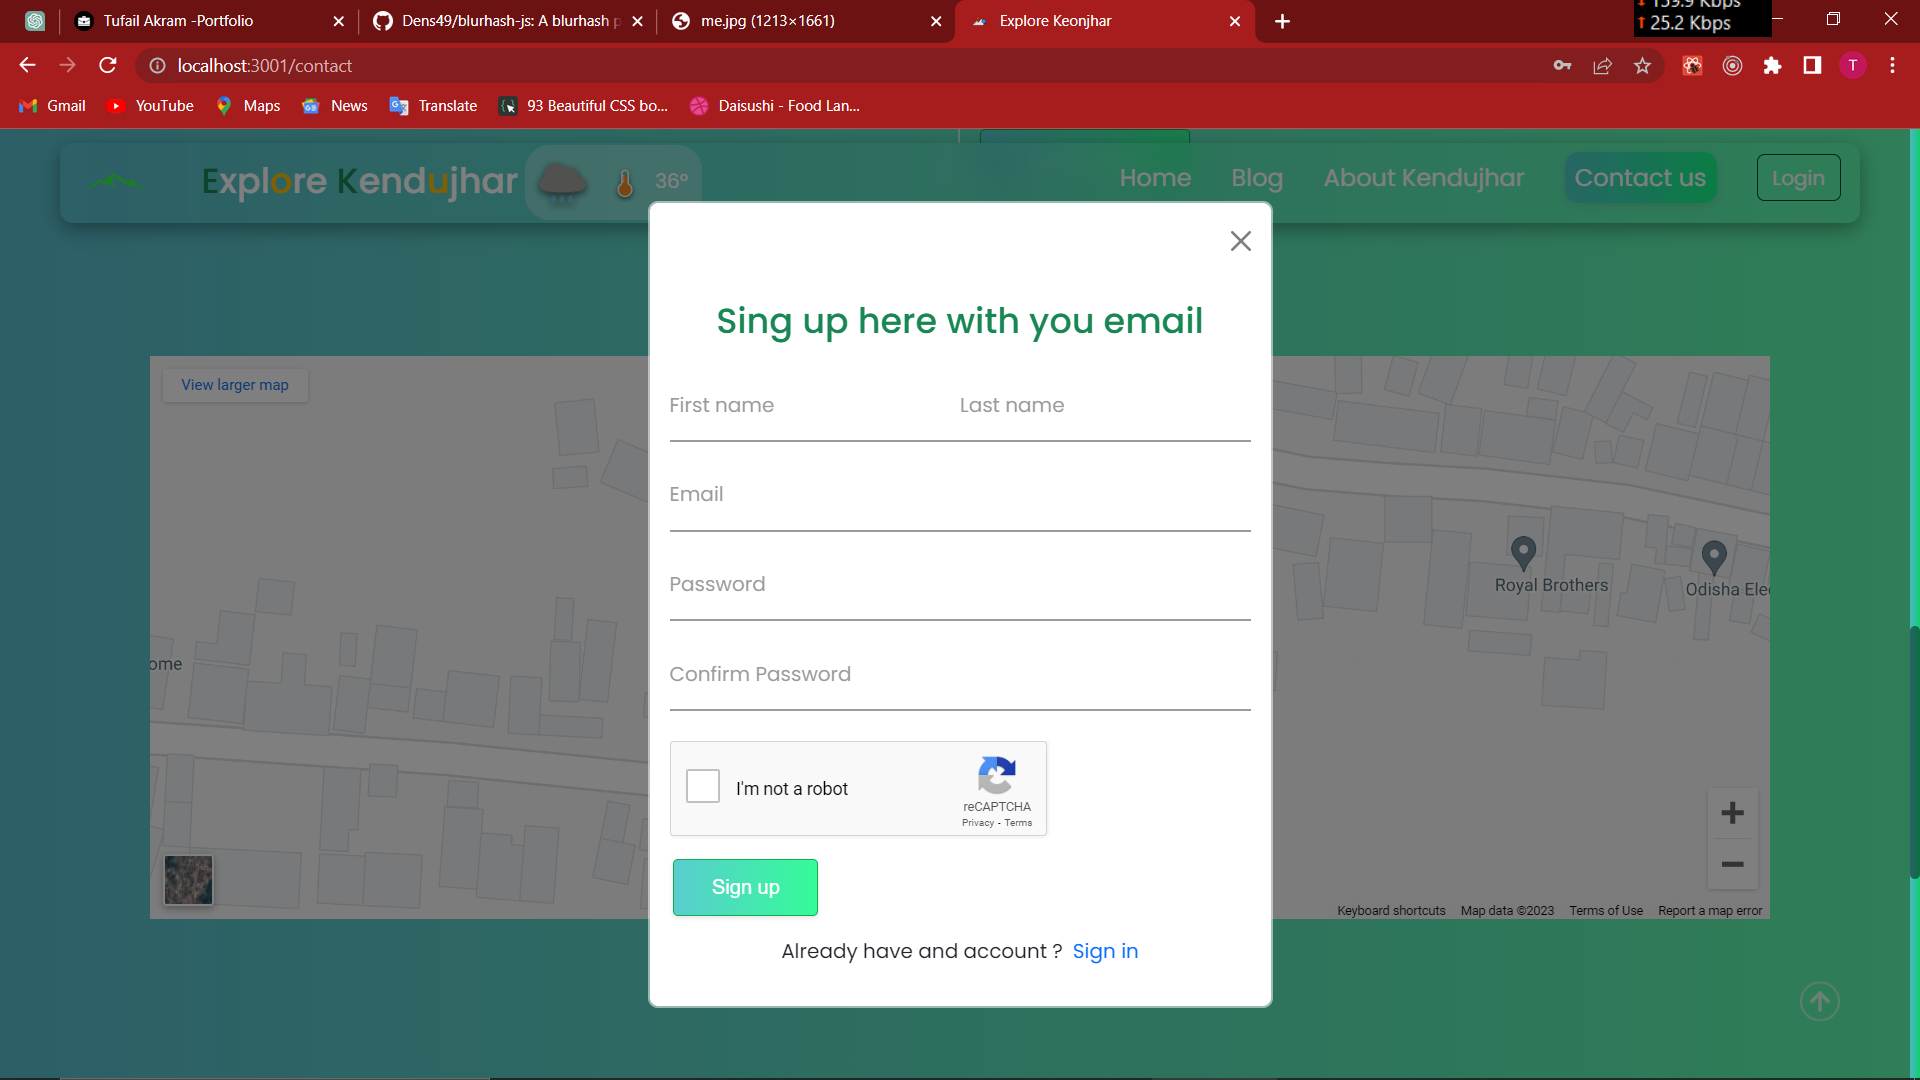 Tufail Akram -Portfolio
Dens49/blurhash-js: A blurhash p
me.jpg (1213×1661)
Explore Keonjhar
159.9 Kbps
25.2 Kbps
localhost:3001/contact
T
Gmail
YouTube
Maps
News
Translate
93 Beautiful CSS bo...
Daisushi - Food Lan...
Explore Kendujhar
36°
Home
Blog
About Kendujhar
Contact us
Login
Sing up here with you email
View larger map
First name
Last name
Email
Password
Confirm Password
Royal Brothers
Odisha Elec
ome
I'm not a robot
reCAPTCHA
Privacy - Terms
Sign up
Keyboard shortcuts
Map data ©2023
Terms of Use
Report a map error
Already have and account ? Sign in